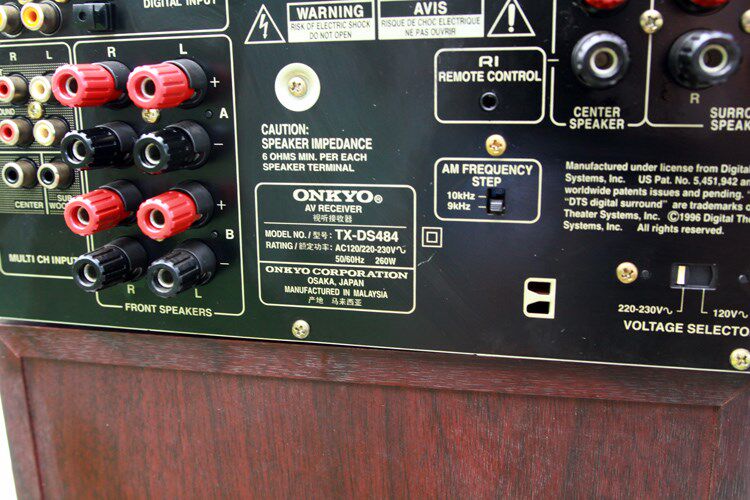 DIGITAL INPUT
WARNING
RISK OF ELECTRIC SHOCK
DO NOT OPEN
AVIS
RISQUE DE CHOC ELECTRIQUE
NE PAS OUVRIR
R L
R L
+
A
–
+
B
–
CENTER
MULTI CH INPUT
R L
FRONT SPEAKERS
CAUTION:
SPEAKER IMPEDANCE
6 OHMS MIN. PER EACH
SPEAKER TERMINAL
ONKYO®
AV RECEIVER
视听接收器
MODEL NO. / 型号: TX-DS484
RATING / 额定功率: AC120/220-230V~
50/60Hz 260W
ONKYO CORPORATION
OSAKA, JAPAN
MANUFACTURED IN MALAYSIA
产地 马来西亚
RI
REMOTE CONTROL
CENTER
SPEAKER
R
AM FREQUENCY
STEP
10kHz
9kHz
Manufactured under license from Digital
Systems, Inc. US Pat. No. 5,451,942
worldwide patents issued and pending.
"DTS digital surround" are trademarks
Theater Systems, Inc. ©1996 Digital
Systems, Inc. All rights reserved.
220-230V~ 120V~
VOLTAGE